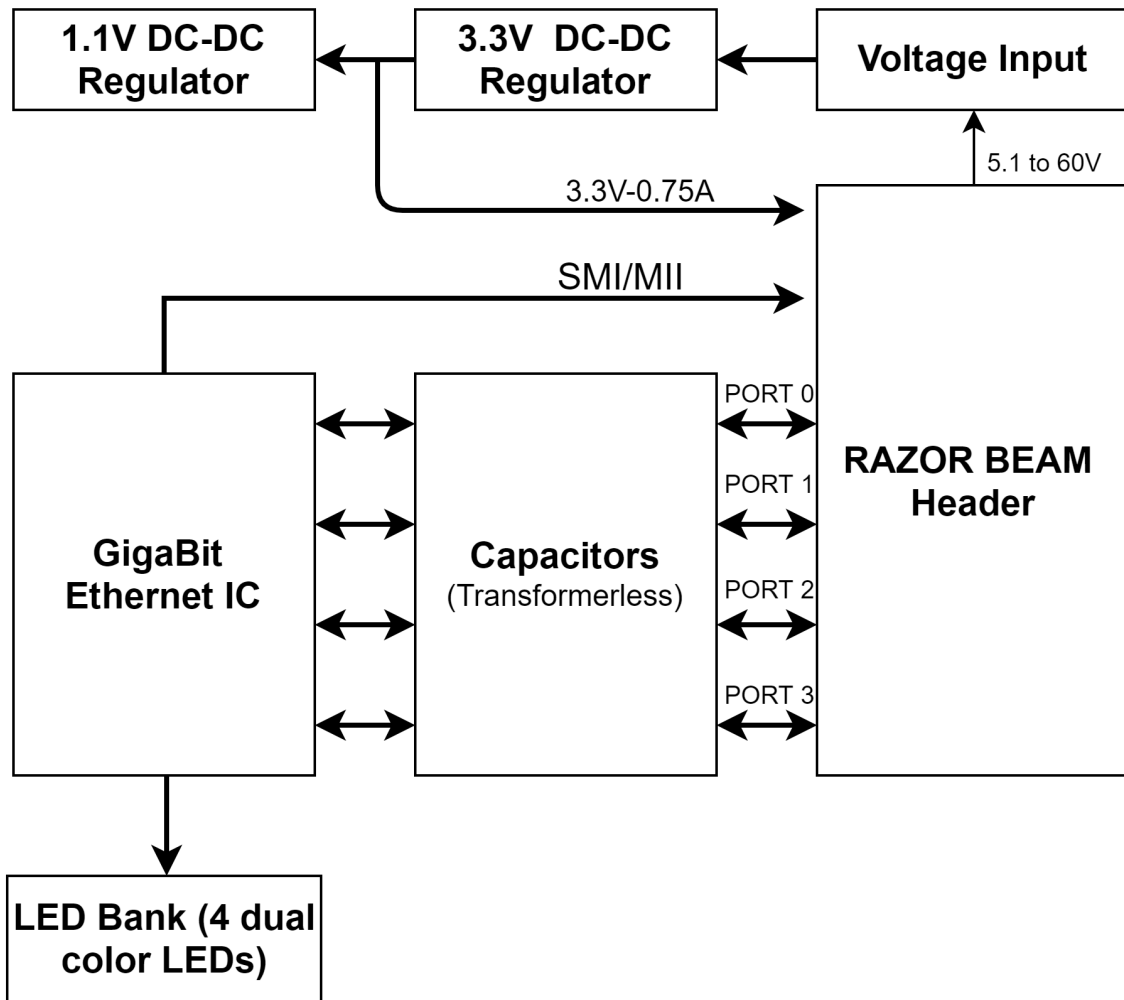 1.1V DC-DC
Regulator
3.3V  DC-DC
Regulator
Voltage Input
5.1 to 60V
3.3V-0.75A
SMI/MII
GigaBit
Ethernet IC
Capacitors
(Transformerless)
PORT 0
PORT 1
PORT 2
PORT 3
RAZOR BEAM
Header
LED Bank (4 dual
color LEDs)